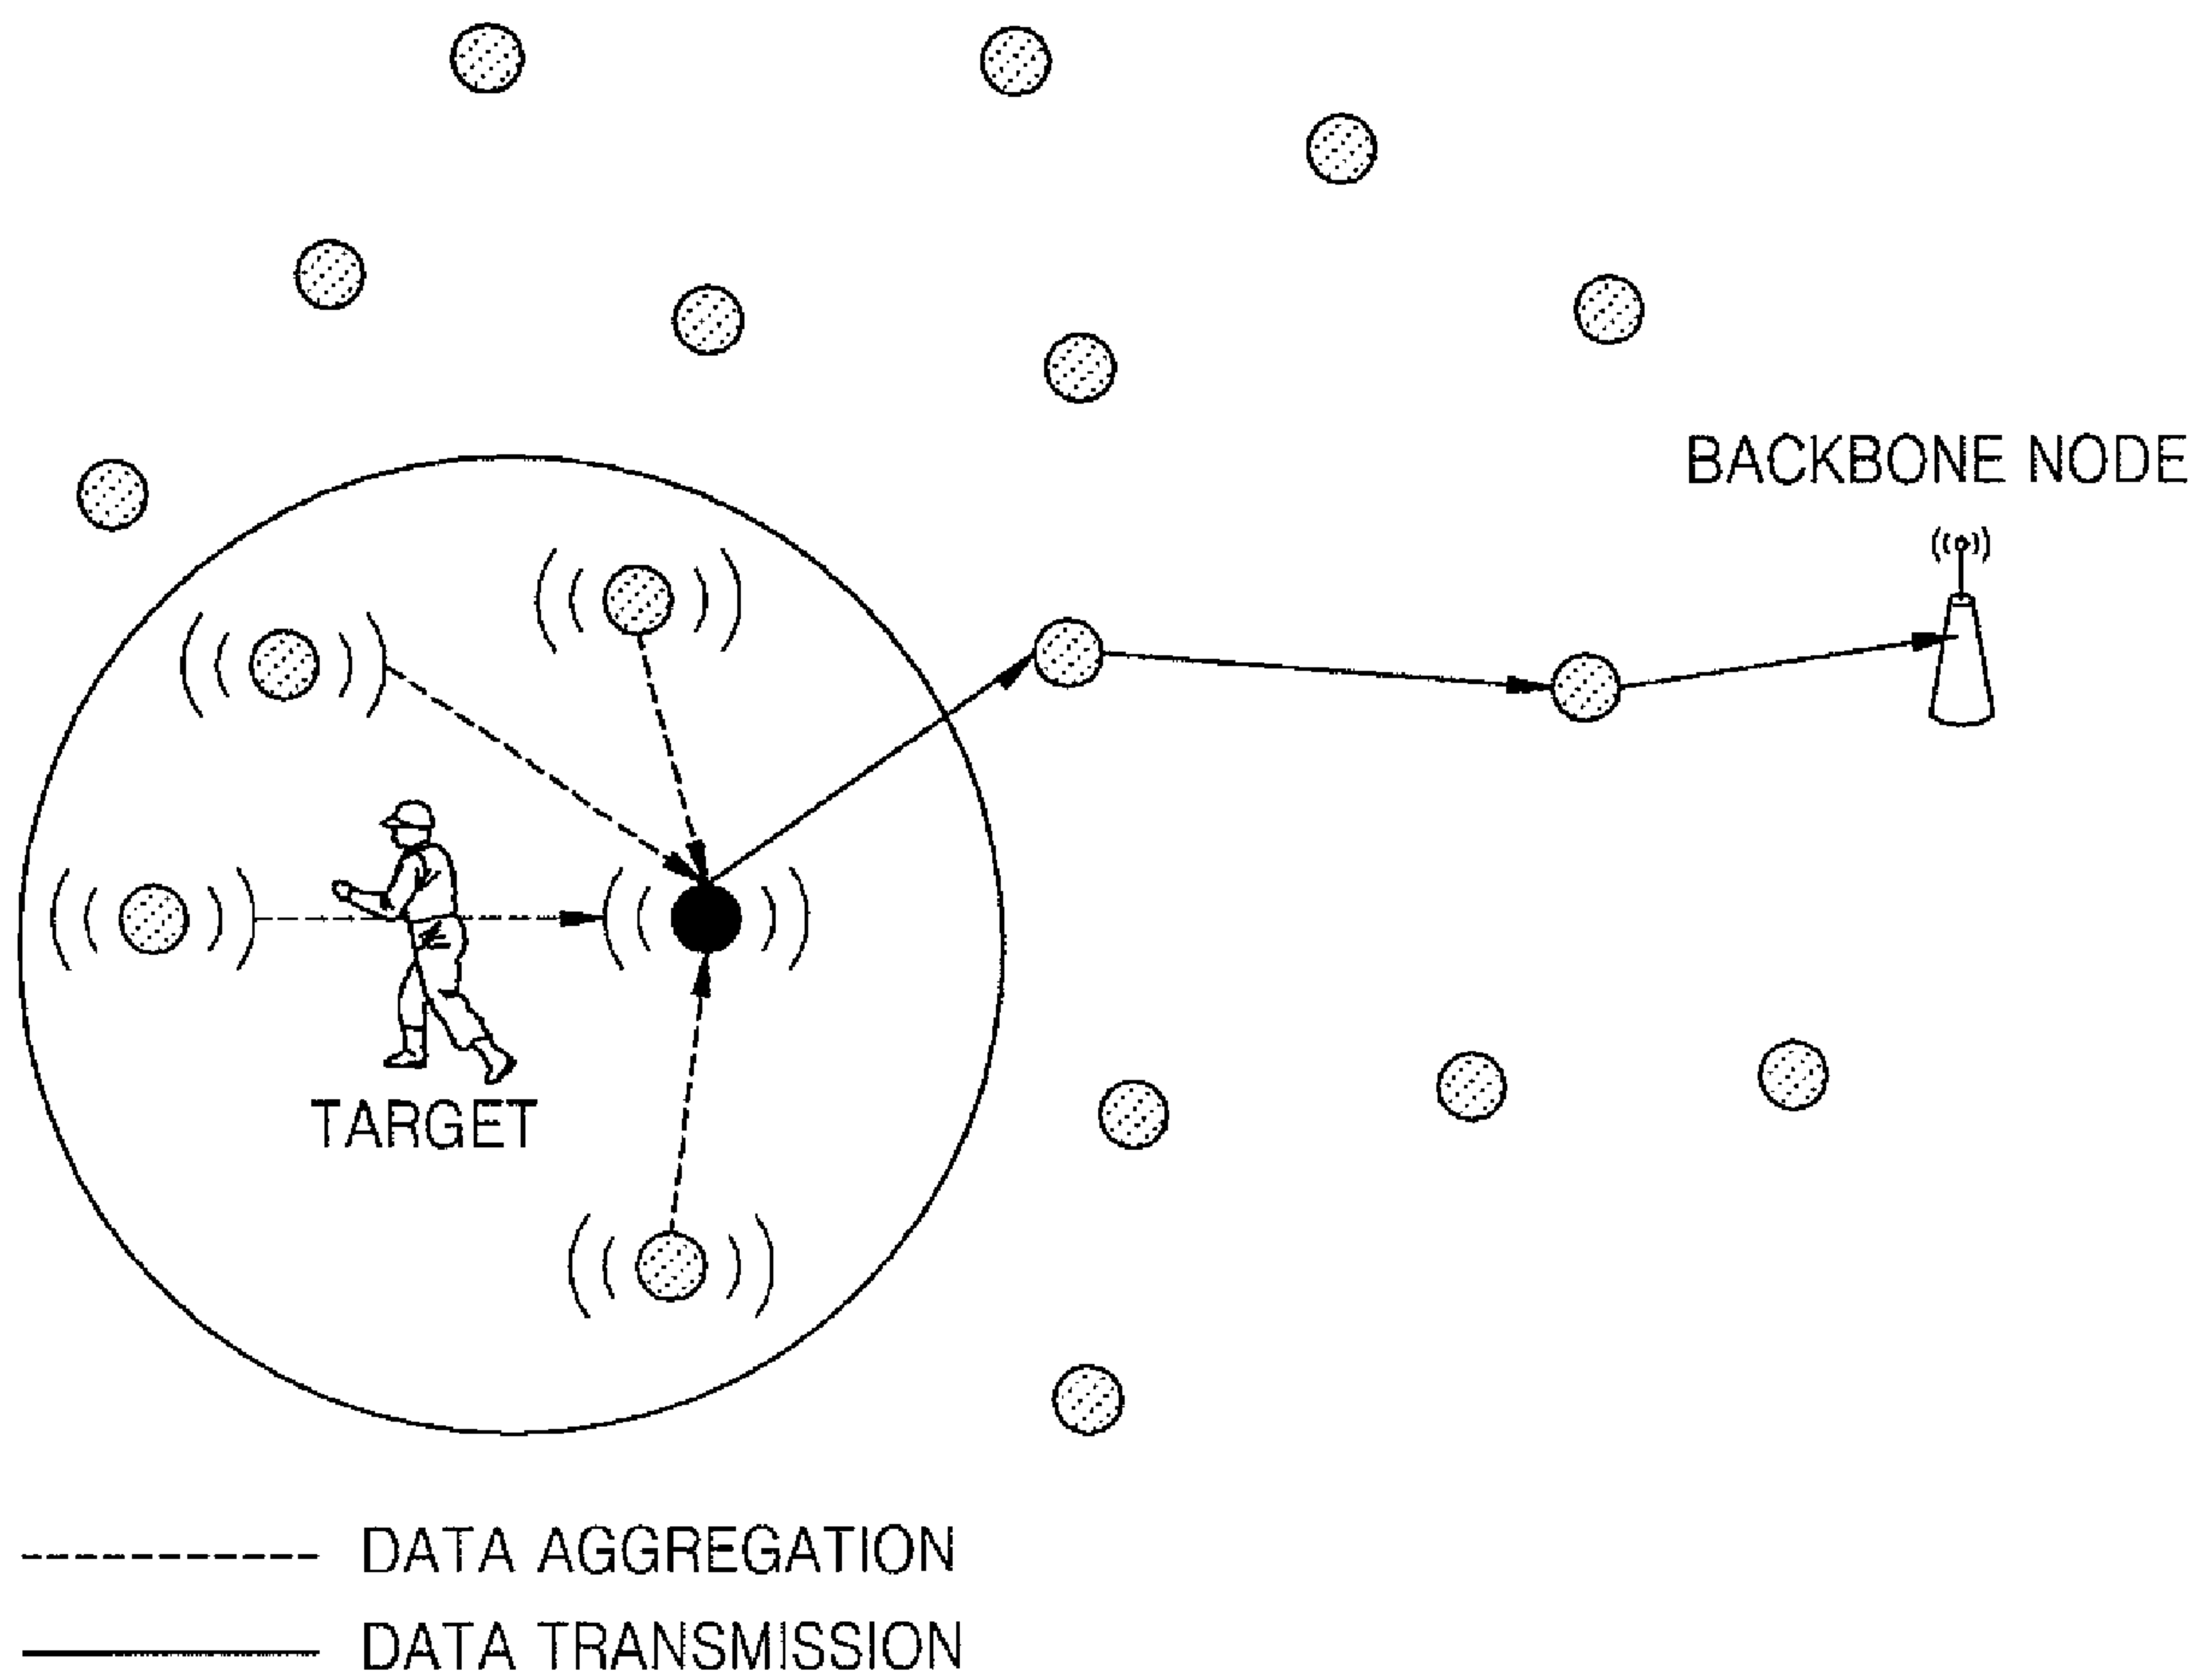 BACKBONE NODE
TARGET
DATA AGGREGATION
DATA TRANSMISSION